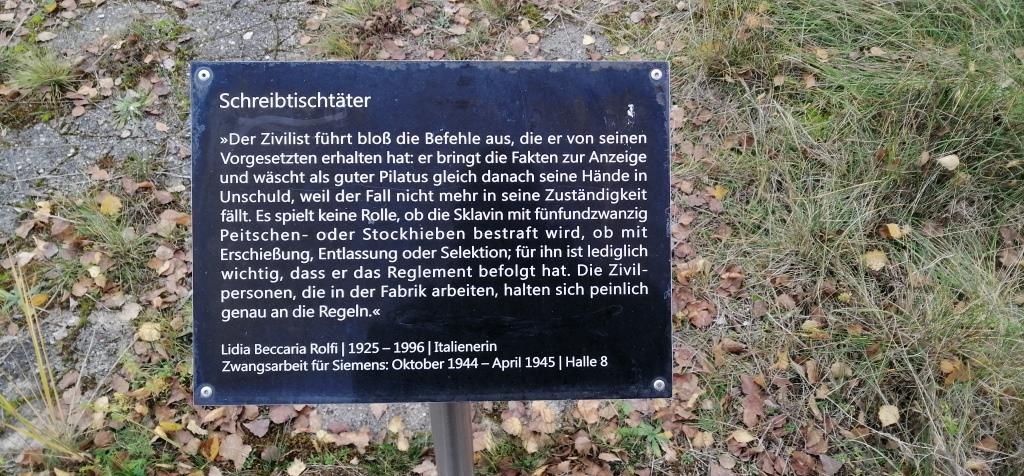 Schreibtischtäter
»Der Zivilist führt bloß die Befehle aus, die er von seinen
Vorgesetzten erhalten hat: er bringt die Fakten zur Anzeige
und wäscht als guter Pilatus gleich danach seine Hände in
Unschuld, weil der Fall nicht mehr in seine Zuständigkeit
fällt. Es spielt keine Rolle, ob die Sklavin mit fünfundzwanzig
Peitschen- oder Stockhieben bestraft wird, ob mit
Erschießung, Entlassung oder Selektion; für ihn ist lediglich
wichtig, dass er das Reglement befolgt hat. Die Zivil-
personen, die in der Fabrik arbeiten, halten sich peinlich
genau an die Regeln.«
Lidia Beccaria Rolfi | 1925 – 1996 | Italienerin
Zwangsarbeit für Siemens: Oktober 1944 – April 1945 | Halle 8